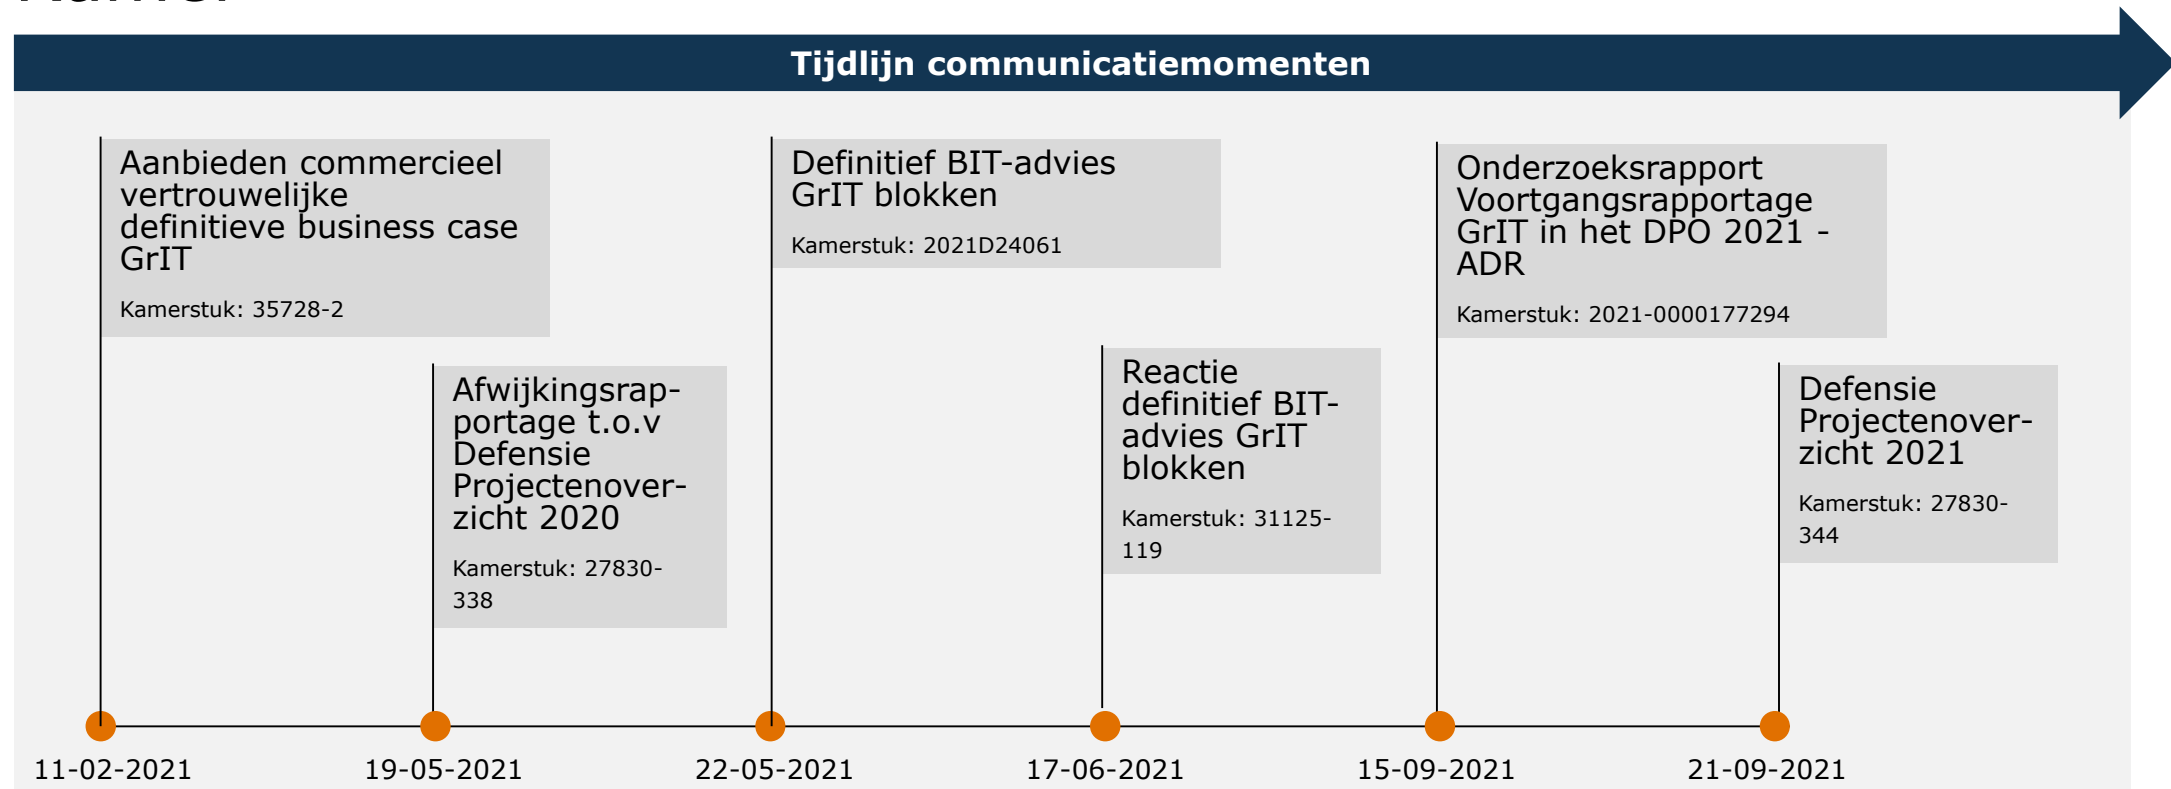 Tijdlijn communicatiemomenten
Aanbieden commercieel
vertrouwelijke
definitieve business case
GrIT
Kamerstuk: 35728-2
Afwijkingsrap-
portage t.o.v
Defensie
Projectenover-
zicht 2020
Kamerstuk: 27830-
338
Definitief BIT-advies
GrIT blokken
Kamerstuk: 2021D24061
Reactie
definitief BIT-
advies GrIT
blokken
Kamerstuk: 31125-
119
Onderzoeksrapport
Voortgangsrapportage
GrIT in het DPO 2021 -
ADR
Kamerstuk: 2021-0000177294
Defensie
Projectenover-
zicht 2021
Kamerstuk: 27830-
344
11-02-2021
19-05-2021
22-05-2021
17-06-2021
15-09-2021
21-09-2021